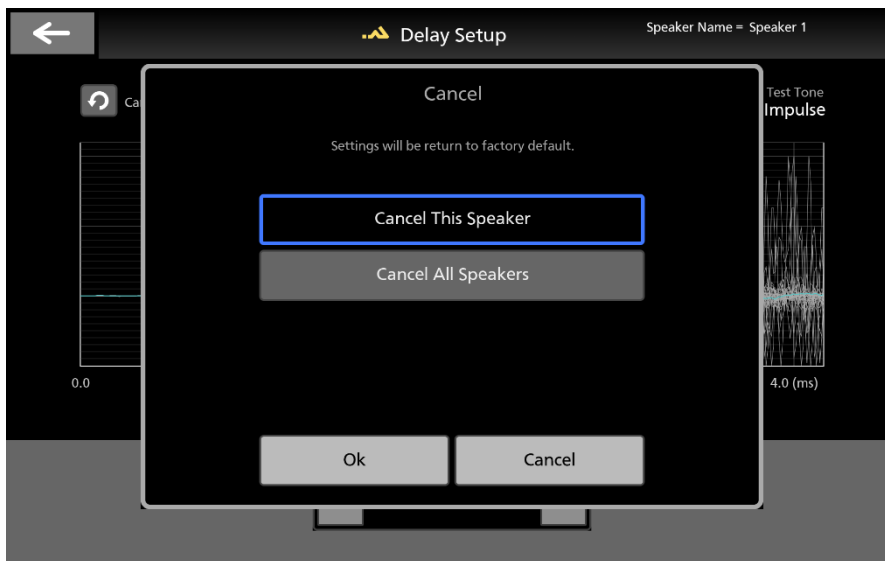 Delay Setup
Speaker Name = Speaker 1
Cancel
Test Tone
Impulse
Settings will be return to factory default.
Cancel This Speaker
Cancel All Speakers
0.0
4.0 (ms)
Ok
Cancel